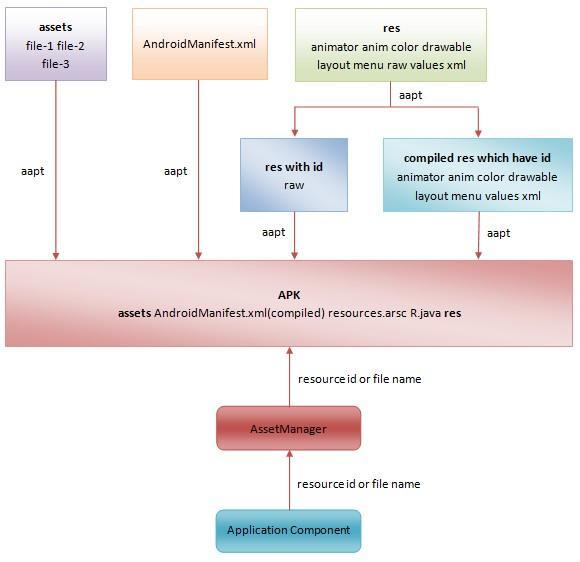 assets
file-1 file-2
file-3
AndroidManifest.xml
res
animator anim color drawable
layout menu raw values xml
aapt
res with id
raw
compiled res which have id
animator anim color drawable
layout menu values xml
aapt
aapt
aapt
aapt
APK
assets AndroidManifest.xml(compiled) resources.arsc R.java res
resource id or file name
AssetManager
resource id or file name
Application Component